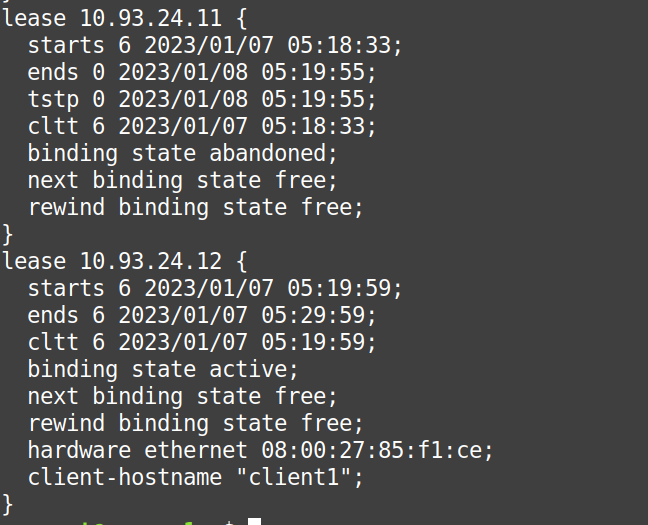 }
lease 10.93.24.11 {
  starts 6 2023/01/07 05:18:33;
  ends 0 2023/01/08 05:19:55;
  tstp 0 2023/01/08 05:19:55;
  cltt 6 2023/01/07 05:18:33;
  binding state abandoned;
  next binding state free;
  rewind binding state free;
}
lease 10.93.24.12 {
  starts 6 2023/01/07 05:19:59;
  ends 6 2023/01/07 05:29:59;
  cltt 6 2023/01/07 05:19:59;
  binding state active;
  next binding state free;
  rewind binding state free;
  hardware ethernet 08:00:27:85:f1:ce;
  client-hostname "client1";
}